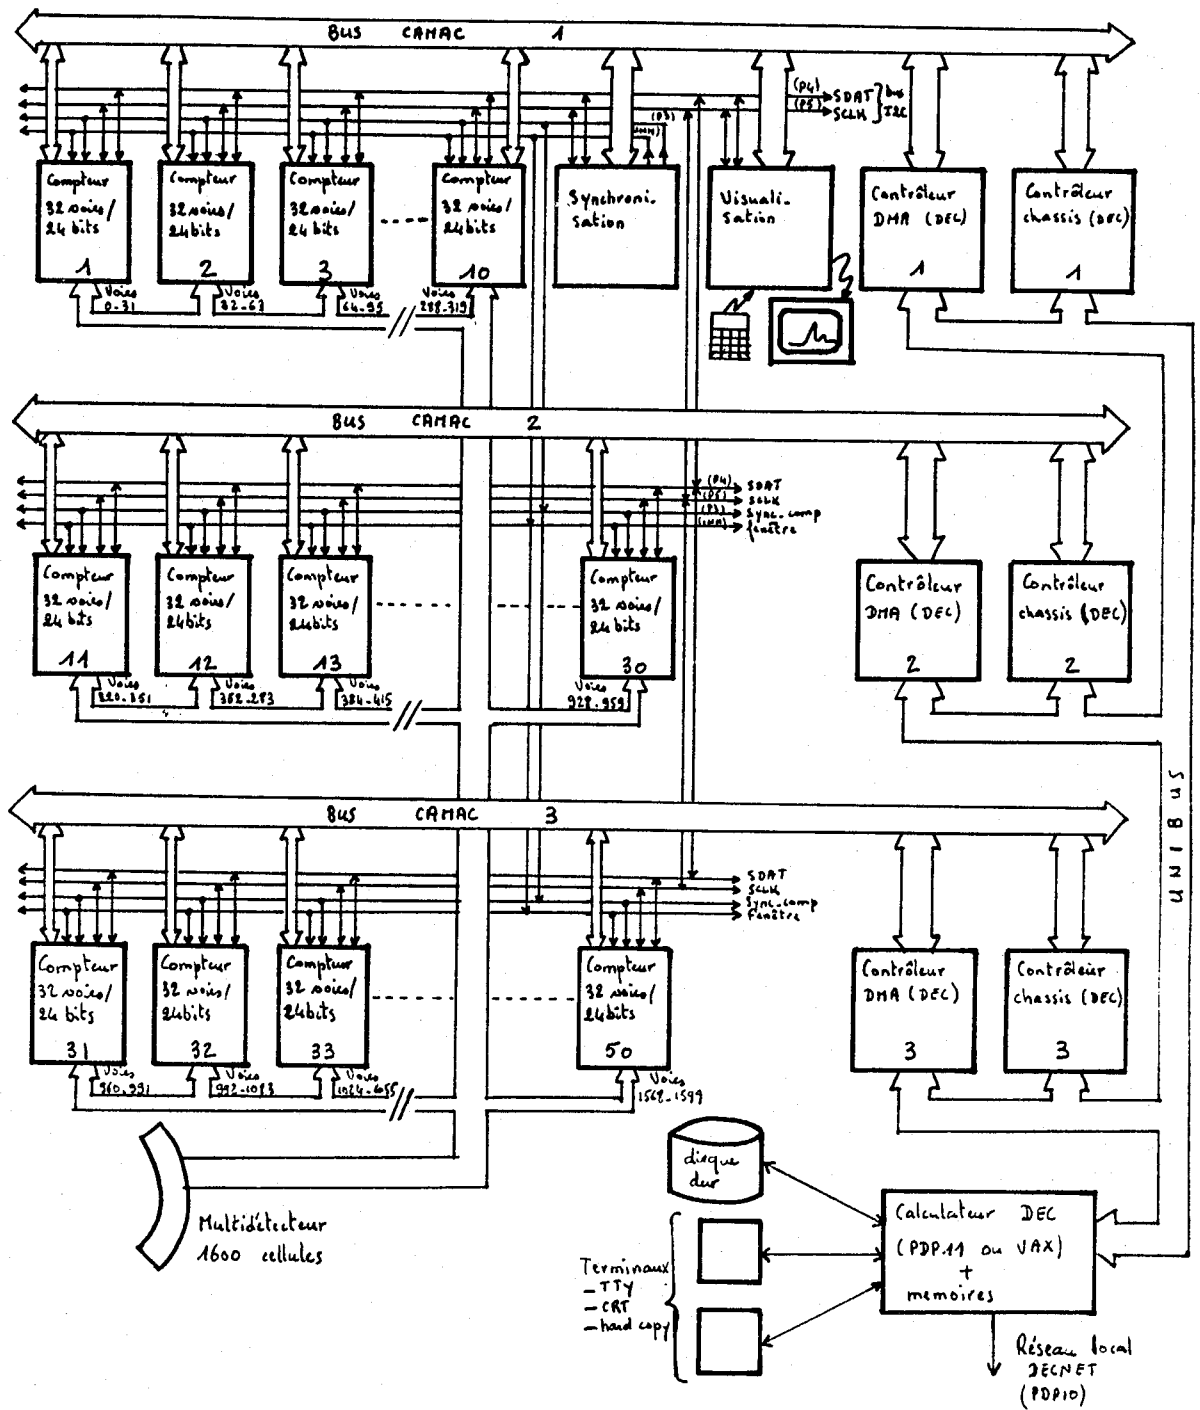 BUS CAMAC 1
(P4) SDAT
(P5) SCLK
bus
I2C
(P3)
(INH)
Compteur
32 voies/
24 bits
1
Compteur
32 voies/
24bits
2
Compteur
32 voies/
24 bits
3
Compteur
32 voies/
24bits
10
Synchroni-
sation
Visuali-
sation
Contrôleur
DMA (DEC)
1
Contrôleur
chassis (DEC)
1
Voies
0-31
Voies
32-63
Voies
64-95
Voies
288-319
BUS CAMAC 2
(P4) SDAT
(P5) SCLK
(P3) Sync-comp
(INH) fenêtre
Compteur
32 voies/
24 bits
11
Compteur
32 voies/
24bits
12
Compteur
32 voies/
24bits
13
Compteur
32 voies/
24bits
30
Contrôleur
DMA (DEC)
2
Contrôleur
chassis (DEC)
2
Voies
320-351
Voies
352-283
Voies
384-415
Voies
928-959
UNIBUS
BUS CAMAC 3
SDAT
SCLK
Sync-comp
Fenêtre
Compteur
32 voies/
24 bits
31
Compteur
32 voies/
24bits
32
Compteur
32 voies/
24bits
33
Compteur
32 voies/
24bits
50
Contrôleur
DMA (DEC)
3
Contrôleur
chassis (DEC)
3
Voies
960-991
Voies
992-1023
Voies
1024-1055
Voies
1568-1599
Multidétecteur
1600 cellules
disque
dur
Terminaux
- TTY
- CRT
- hard copy
Calculateur DEC
(PDP.11 ou VAX)
+
memoires
Réseau local
DECNET
(PDP10)